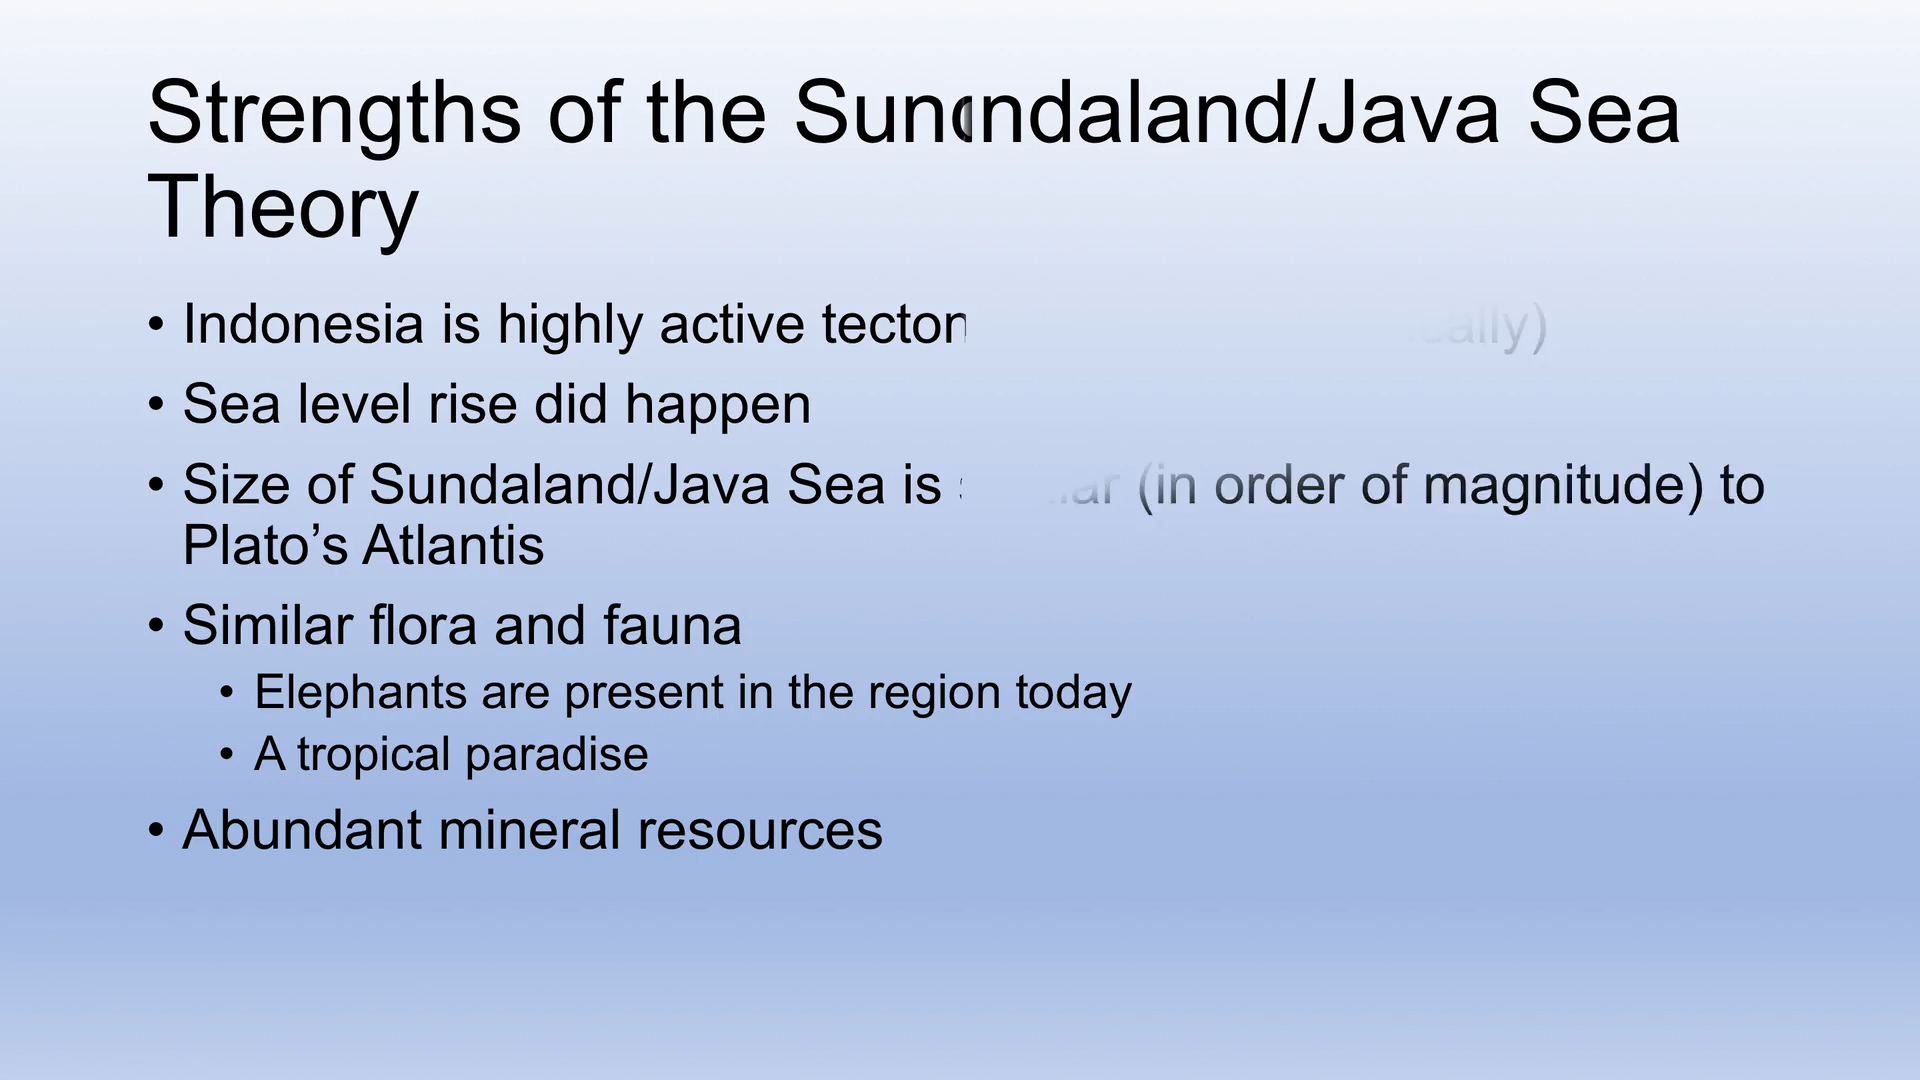 Strengths of the Sundaland/Java Sea
Theory
• Indonesia is highly active
• Sea level rise did happen
• Size of Sundaland/Java Sea is (in order of magnitude) to
Plato’s Atlantis
• Similar flora and fauna
• Elephants are present in the region today
• A tropical paradise
• Abundant mineral resources